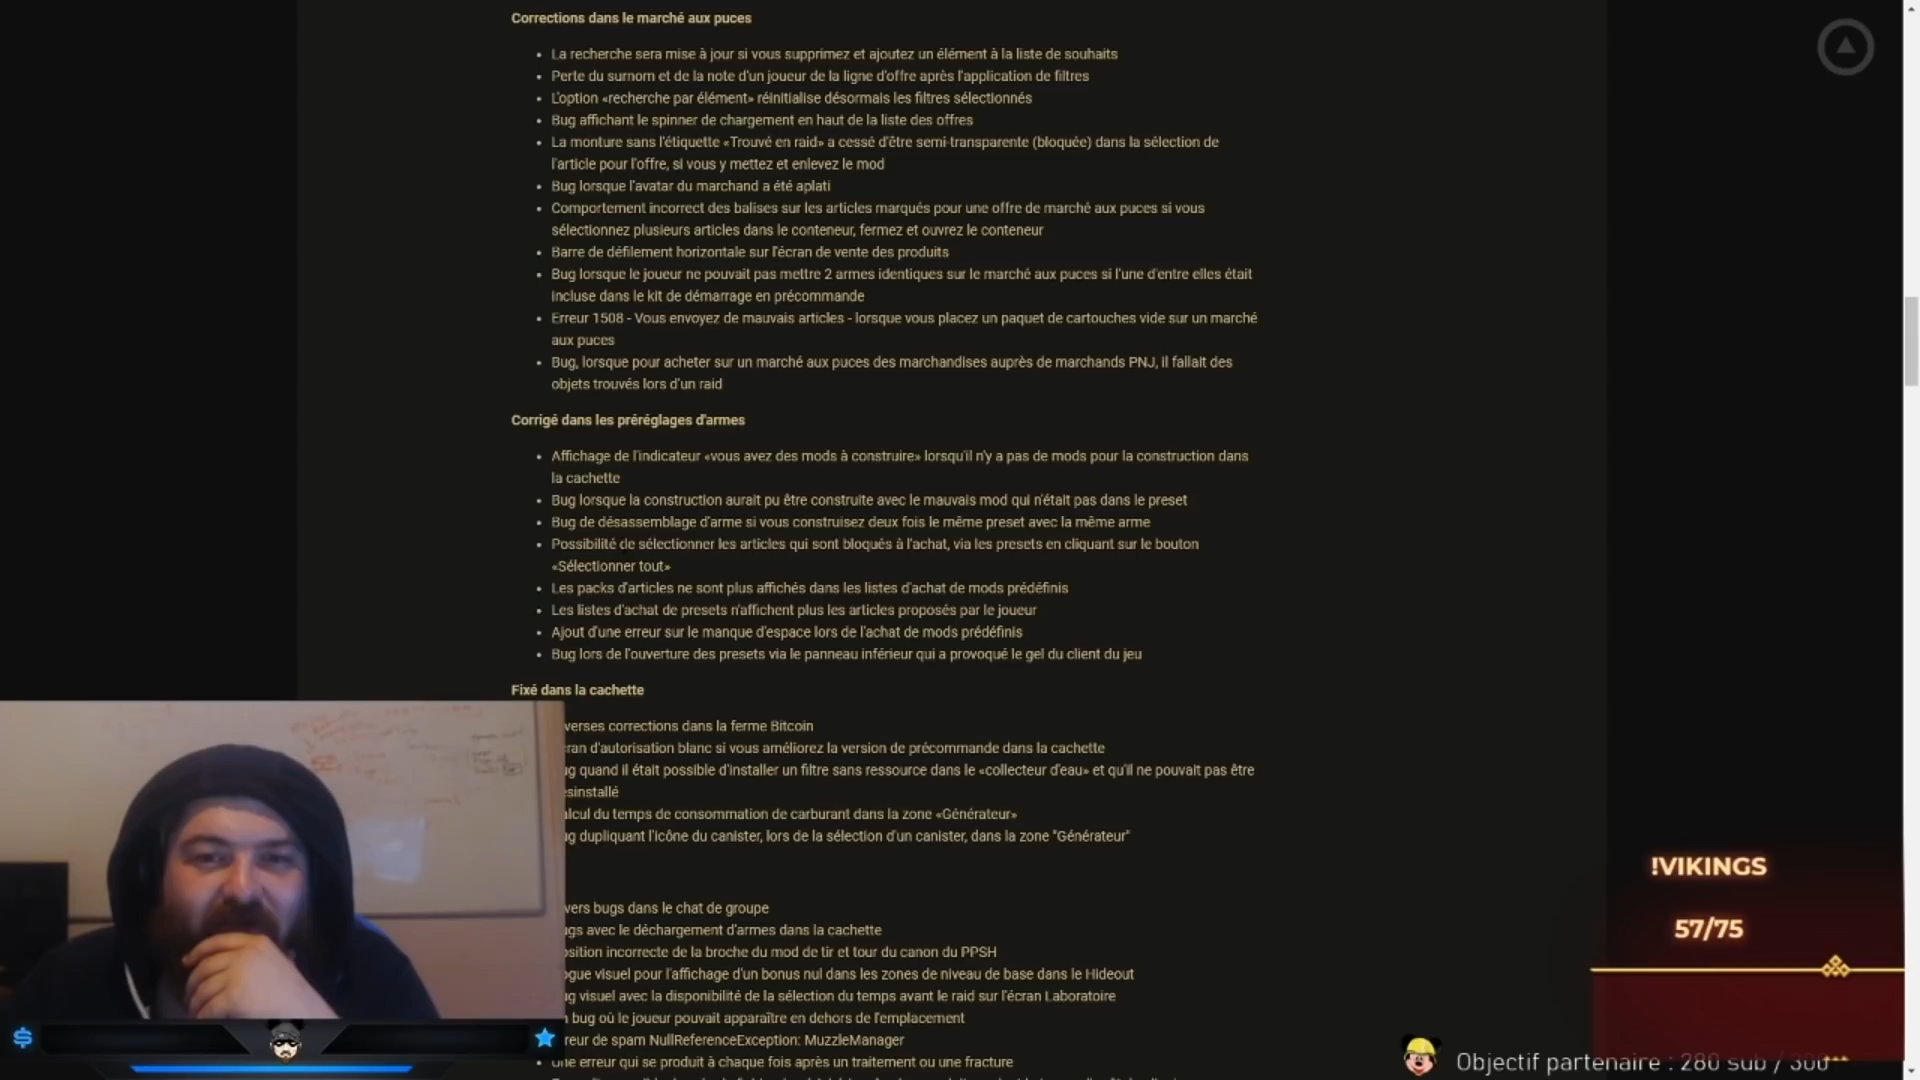 Corrections dans le marché aux puces
La recherche sera mise à jour si vous supprimez et ajoutez un élément à la liste de souhaits
Perte du surnom et de la note d'un joueur de la ligne d'offre après l'application de filtres
L'option «recherche par élément» réinitialise désormais les filtres sélectionnés
Bug affichant le spinner de chargement en haut de la liste des offres
La monture sans l'étiquette «Trouvé en raid» a cessé d'être semi-transparente (bloquée) dans la sélection de
l'article pour l'offre, si vous y mettez et enlevez le mod
Bug lorsque l'avatar du marchand a été aplati
Comportement incorrect des balises sur les articles marqués pour une offre de marché aux puces si vous
sélectionnez plusieurs articles dans le conteneur, fermez et ouvrez le conteneur
Barre de défilement horizontale sur l'écran de vente des produits
Bug lorsque le joueur ne pouvait pas mettre 2 armes identiques sur le marché aux puces si l'une d'entre elles était
incluse dans le kit de démarrage en précommande
Erreur 1508 - Vous envoyez de mauvais articles - lorsque vous placez un paquet de cartouches vide sur un marché
aux puces
Bug, lorsque pour acheter sur un marché aux puces des marchandises auprès de marchands PNJ, il fallait des
objets trouvés lors d'un raid
Corrigé dans les préréglages d'armes
Affichage de l'indicateur «vous avez des mods à construire» lorsqu'il n'y a pas de mods pour la construction dans
la cachette
Bug lorsque la construction aurait pu être construite avec le mauvais mod qui n'était pas dans le preset
Bug de désassemblage d'arme si vous construisez deux fois le même preset avec la même arme
Possibilité de sélectionner les articles qui sont bloqués à l'achat, via les presets en cliquant sur le bouton
«Sélectionner tout»
Les packs d'articles ne sont plus affichés dans les listes d'achat de mods prédéfinis
Les listes d'achat de presets n'affichent plus les articles proposés par le joueur
Ajout d'une erreur sur le manque d'espace lors de l'achat de mods prédéfinis
Bug lors de l'ouverture des presets via le panneau inférieur qui a provoqué le gel du client du jeu
Fixé dans la cachette
verses corrections dans la ferme Bitcoin
cran d'autorisation blanc si vous améliorez la version de précommande dans la cachette
ug quand il était possible d'installer un filtre sans ressource dans le «collecteur d'eau» et qu'il ne pouvait pas être
ésinstallé
alcul du temps de consommation de carburant dans la zone «Générateur»
ug dupliquant l'icône du canister, lors de la sélection d'un canister, dans la zone "Générateur"
vers bugs dans le chat de groupe
ugs avec le déchargement d'armes dans la cachette
osition incorrecte de la broche du mod de tir et tour du canon du PPSH
ogue visuel pour l'affichage d'un bonus nul dans les zones de niveau de base dans le Hideout
ug visuel avec la disponibilité de la sélection du temps avant le raid sur l'écran Laboratoire
n bug où le joueur pouvait apparaître en dehors de l'emplacement
rreur de spam NullReferenceException: MuzzleManager
Une erreur qui se produit à chaque fois après un traitement ou une fracture
!VIKINGS
57/75
Objectif partenaire : 280 sub / 300